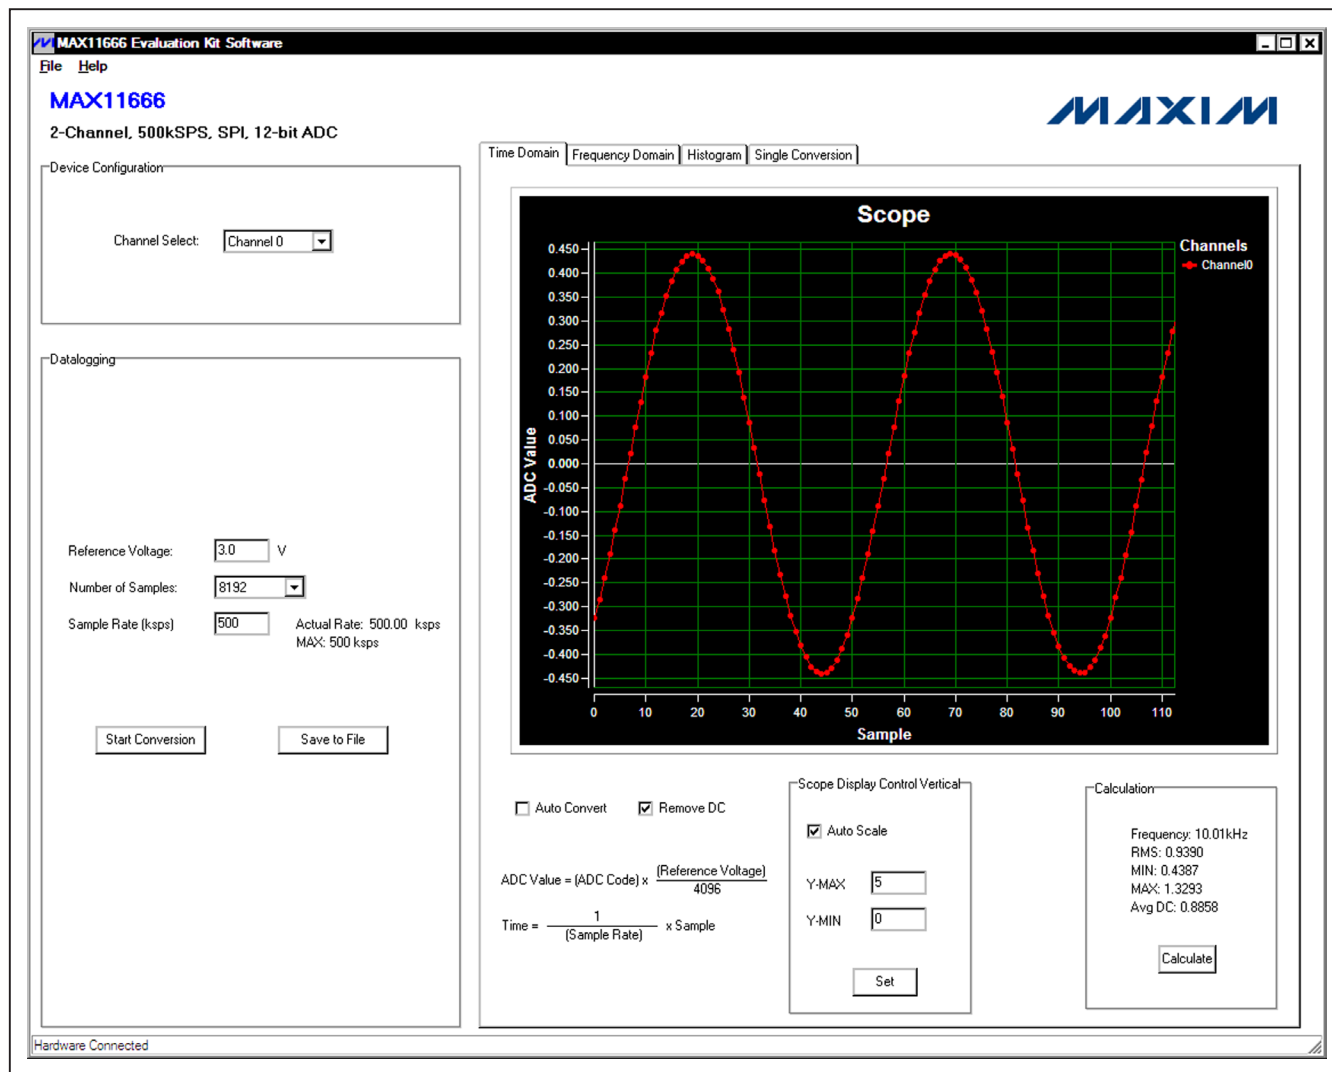 MAX11666 Evaluation Kit Software
File Help
MAX11666
2-Channel, 500kSPS, SPI, 12-bit ADC
MAXIM
Device Configuration
Channel Select: Channel 0
Datalogging
Reference Voltage: 3.0 V
Number of Samples: 8192
Sample Rate (ksps) 500 Actual Rate: 500.00 ksps
MAX: 500 ksps
Start Conversion Save to File
Time Domain Frequency Domain Histogram Single Conversion
Scope
Channels
Channel0
ADC Value
0.450
0.400
0.350
0.300
0.250
0.200
0.150
0.100
0.050
0.000
-0.050
-0.100
-0.150
-0.200
-0.250
-0.300
-0.350
-0.400
-0.450
0 10 20 30 40 50 60 70 80 90 100 110
Sample
Auto Convert Remove DC
ADC Value = (ADC Code) x (Reference Voltage)
4096
Time = 1
(Sample Rate) x Sample
Scope Display Control Vertical
Auto Scale
Y-MAX 5
Y-MIN 0
Set
Calculation
Frequency: 10.01kHz
RMS: 0.9390
MIN: 0.4387
MAX: 1.3293
Avg DC: 0.8858
Calculate
Hardware Connected